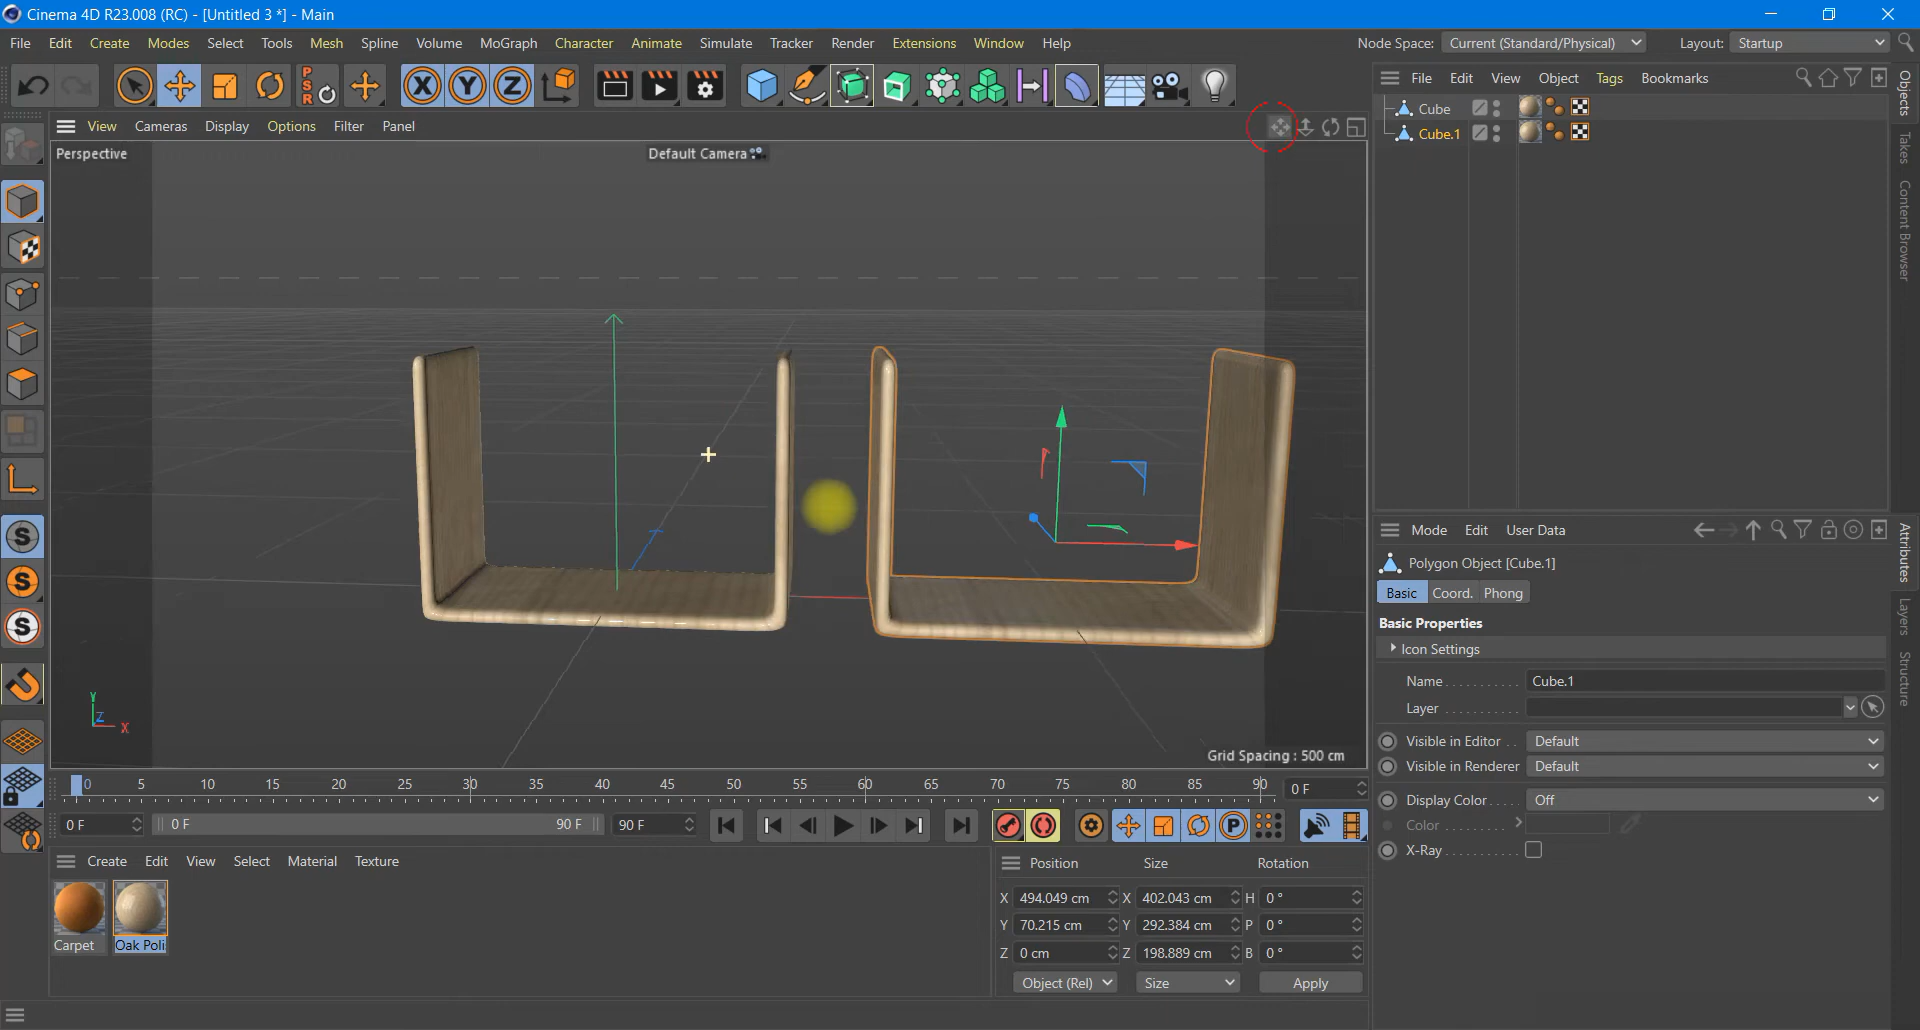 Cinema 4D R23.008 (RC) - [Untitled 3 *] - Main
File Edit Create Modes Select Tools Mesh Spline Volume MoGraph Character Animate Simulate Tracker Render Extensions Window Help
Node Space: Current (Standard/Physical) Layout: Startup
X Y Z PSR
File Edit View Object Tags Bookmarks
View Cameras Display Options Filter Panel
Cube
Cube.1
Perspective
Default Camera
Objects
Takes
Content Browser
S
S
S
Y
Z
X
Grid Spacing : 500 cm
Mode Edit User Data
Polygon Object [Cube.1]
Basic Coord. Phong
Basic Properties
Icon Settings
Name Cube.1
Layer
Visible in Editor Default
Visible in Renderer Default
Display Color Off
Color
X-Ray
Attributes
Layers
Structure
0 5 10 15 20 25 30 35 40 45 50 55 60 65 70 75 80 85 90 0 F
0 F 0 F 90 F 90 F P
Create Edit View Select Material Texture
Carpet Oak Poli
Position Size Rotation
X 494.049 cm X 402.043 cm H 0 °
Y 70.215 cm Y 292.384 cm P 0 °
Z 0 cm Z 198.889 cm B 0 °
Object (Rel) Size Apply